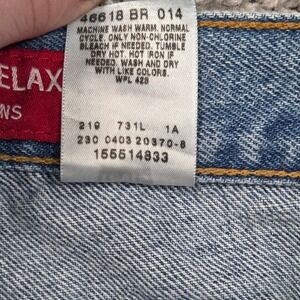 46618 BR 014
MACHINE WASH WARM. NORMAL
CYCLE. ONLY NON-CHLORINE
BLEACH IF NEEDED. TUMBLE
DRY HOT. HOT IRON IF
NEEDED. WASH AND DRY
WITH LIKE COLORS.
WPL 423
ELAX
NS
219 731L 1A
230 0403 20370-8
155514833